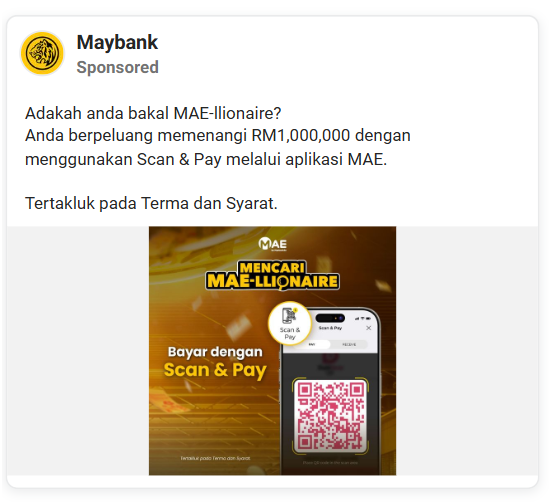 Maybank
Sponsored
Adakah anda bakal MAE-llionaire?
Anda berpeluang memenangi RM1,000,000 dengan
menggunakan Scan & Pay melalui aplikasi MAE.
Tertakluk pada Terma dan Syarat.
MAE
MENCARI
MAE-LLIONAIRE
Scan &
Pay
Scan & Pay
PAY
RECEIVE
Bayar dengan
Scan & Pay
Tertakluk pada Terma dan Syarat